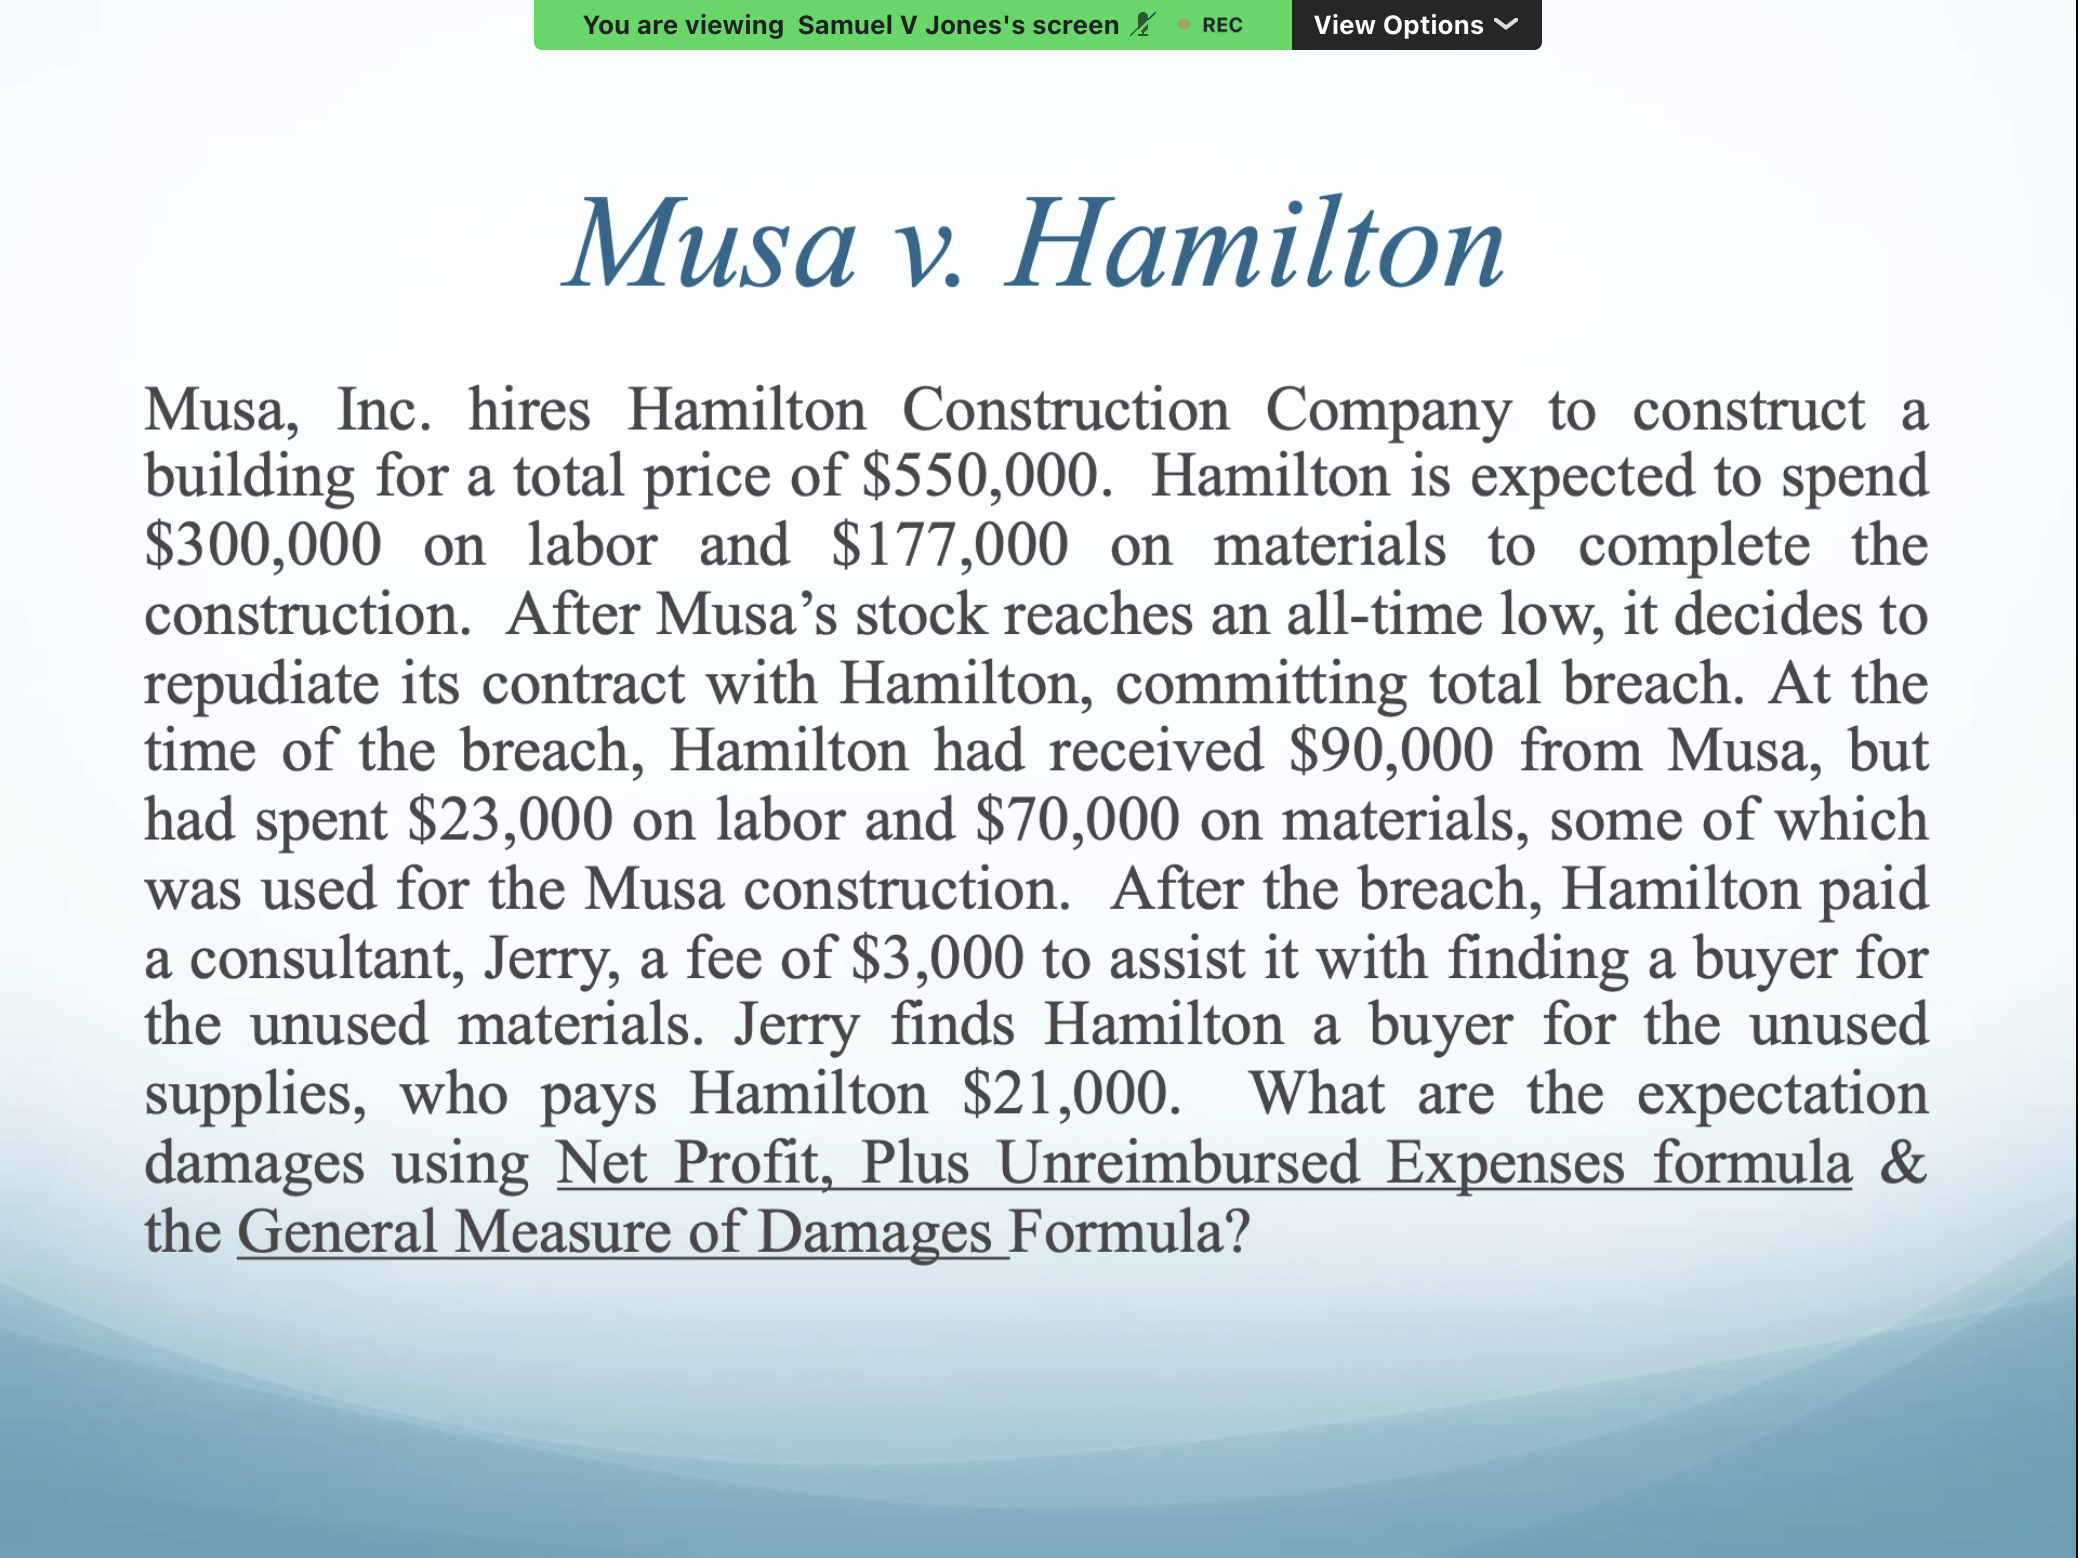 You are viewing Samuel V Jones's screen REC View Options
Musa v. Hamilton
Musa, Inc. hires Hamilton Construction Company to construct a
building for a total price of $550,000. Hamilton is expected to spend
$300,000 on labor and $177,000 on materials to complete the
construction. After Musa’s stock reaches an all-time low, it decides to
repudiate its contract with Hamilton, committing total breach. At the
time of the breach, Hamilton had received $90,000 from Musa, but
had spent $23,000 on labor and $70,000 on materials, some of which
was used for the Musa construction. After the breach, Hamilton paid
a consultant, Jerry, a fee of $3,000 to assist it with finding a buyer for
the unused materials. Jerry finds Hamilton a buyer for the unused
supplies, who pays Hamilton $21,000. What are the expectation
damages using Net Profit, Plus Unreimbursed Expenses formula &
the General Measure of Damages Formula?